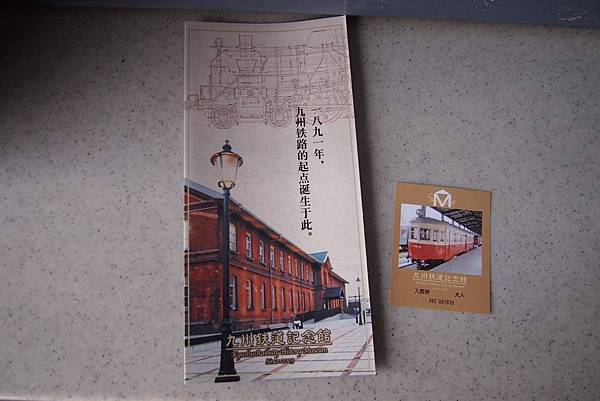 一八九一年，
九州铁路的起点诞生于此。
九州鉄道記念館
Kyushu Railway History Museum
Since 2003
M
九州鉄道記念館
入館券 大人